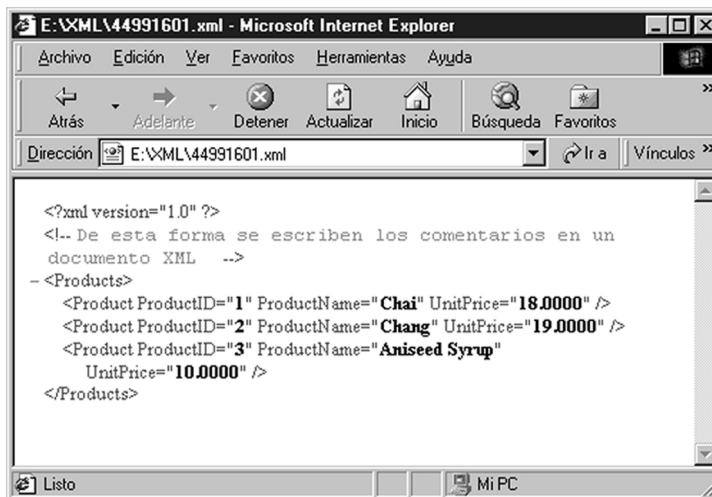 E:\XML\44991601.xml - Microsoft Internet Explorer
Archivo Edición Ver Favoritos Herramientas Ayuda
Atrás Adelante Detener Actualizar Inicio Búsqueda Favoritos »
Dirección E:\XML\44991601.xml Ir a Vínculos »
<?xml version="1.0" ?>
<!-- De esta forma se escriben los comentarios en un
documento XML -->
– <Products>
<Product ProductID="1" ProductName="Chai" UnitPrice="18.0000" />
<Product ProductID="2" ProductName="Chang" UnitPrice="19.0000" />
<Product ProductID="3" ProductName="Aniseed Syrup"
UnitPrice="10.0000" />
</Products>
Listo Mi PC